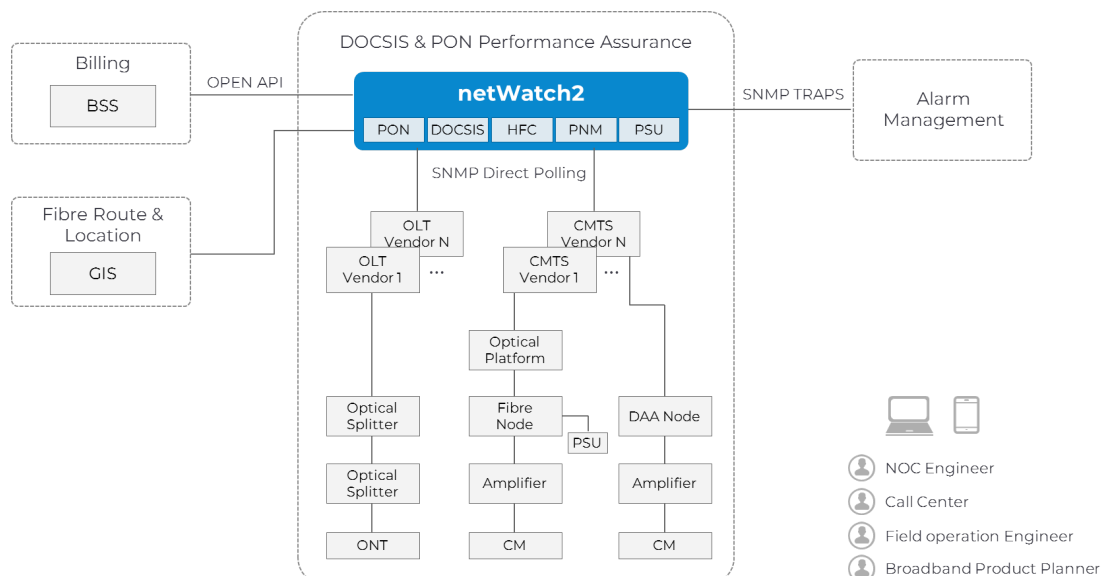 DOCSIS & PON Performance Assurance
Billing
BSS
OPEN API
netWatch2
PON
DOCSIS
HFC
PNM
PSU
SNMP TRAPS
Alarm
Management
SNMP Direct Polling
Fibre Route &
Location
GIS
OLT
Vendor N
OLT
Vendor 1
...
CMTS
Vendor N
CMTS
Vendor 1
...
Optical
Platform
Optical
Splitter
Fibre
Node
PSU
DAA Node
Optical
Splitter
Amplifier
Amplifier
ONT
CM
CM
NOC Engineer
Call Center
Field operation Engineer
Broadband Product Planner